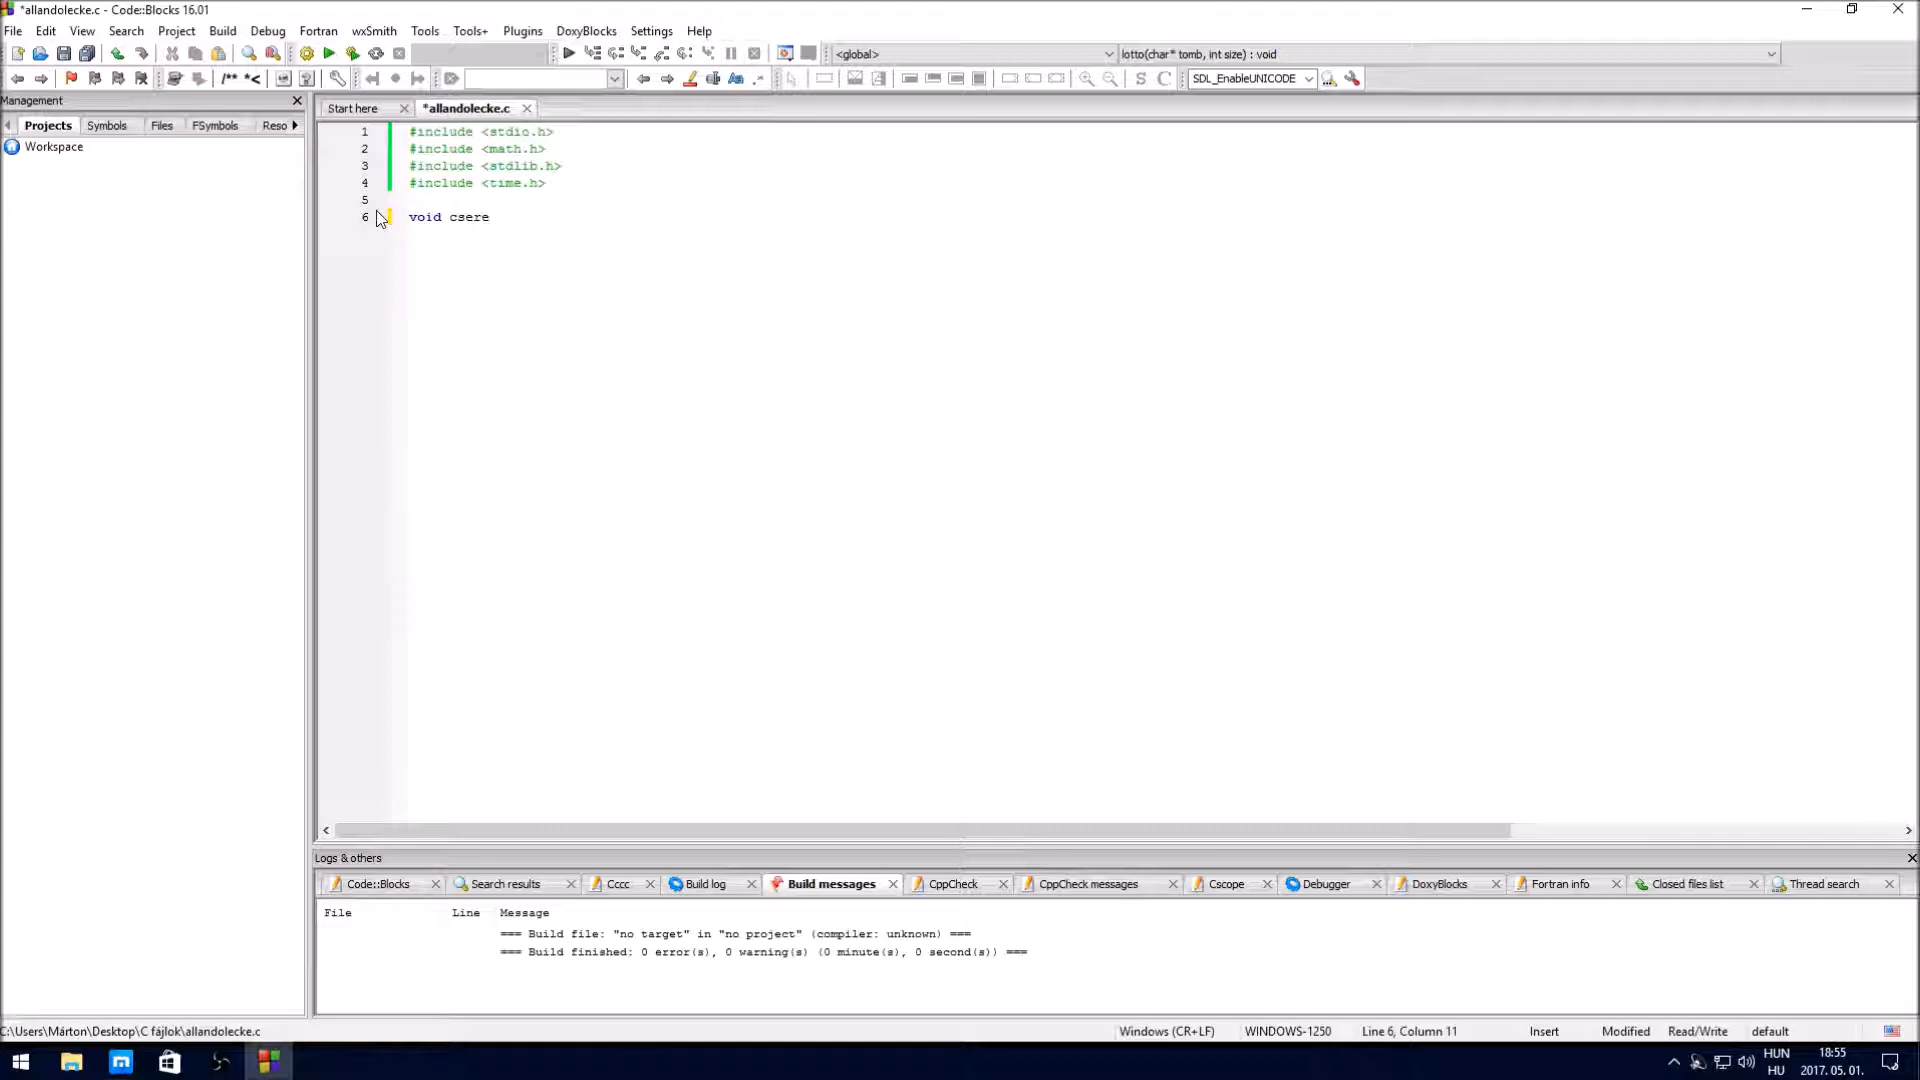 *allandolecke.c - Code::Blocks 16.01
File Edit View Search Project Build Debug Fortran wxSmith Tools Tools+ Plugins DoxyBlocks Settings Help
<global> lotto(char* tomb, int size) : void
/** *< SDL_EnableUNICODE
Management
Projects Symbols Files FSymbols Reso
Workspace
Start here *allandolecke.c
1 #include <stdio.h>
2 #include <math.h>
3 #include <stdlib.h>
4 #include <time.h>
5
6 void csere
Logs & others
Code::Blocks Search results Cccc Build log Build messages CppCheck CppCheck messages Cscope Debugger DoxyBlocks Fortran info Closed files list Thread search
File Line Message
=== Build file: "no target" in "no project" (compiler: unknown) ===
=== Build finished: 0 error(s), 0 warning(s) (0 minute(s), 0 second(s)) ===
C:\Users\Márton\Desktop\C fájlok\allandolecke.c Windows (CR+LF) WINDOWS-1250 Line 6, Column 11 Insert Modified Read/Write default
HUN 18:55
HU 2017. 05. 01.